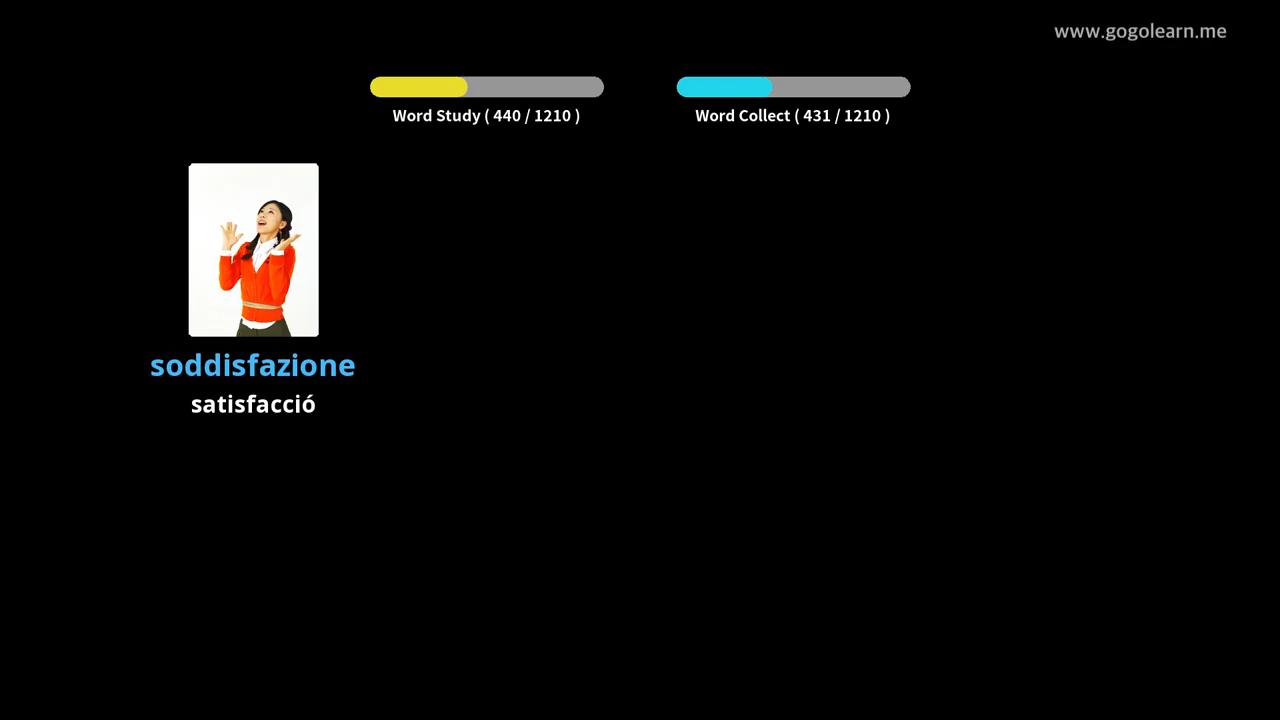 www.gogolearn.me
Word Study ( 440 / 1210 )
Word Collect ( 431 / 1210 )
soddisfazione
satisfacció